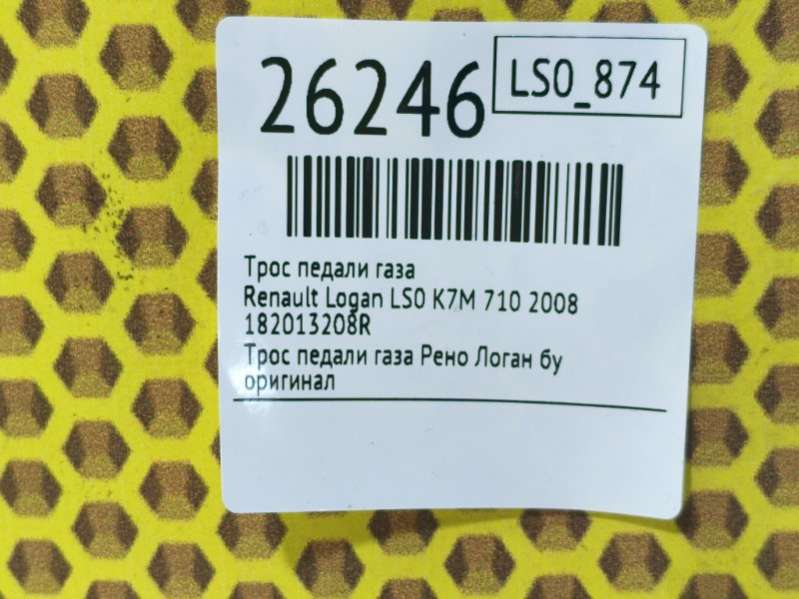 26246
LS0_874
Трос педали газа
Renault Logan LS0 K7M 710 2008
182013208R
Трос педали газа Рено Логан бу
оригинал